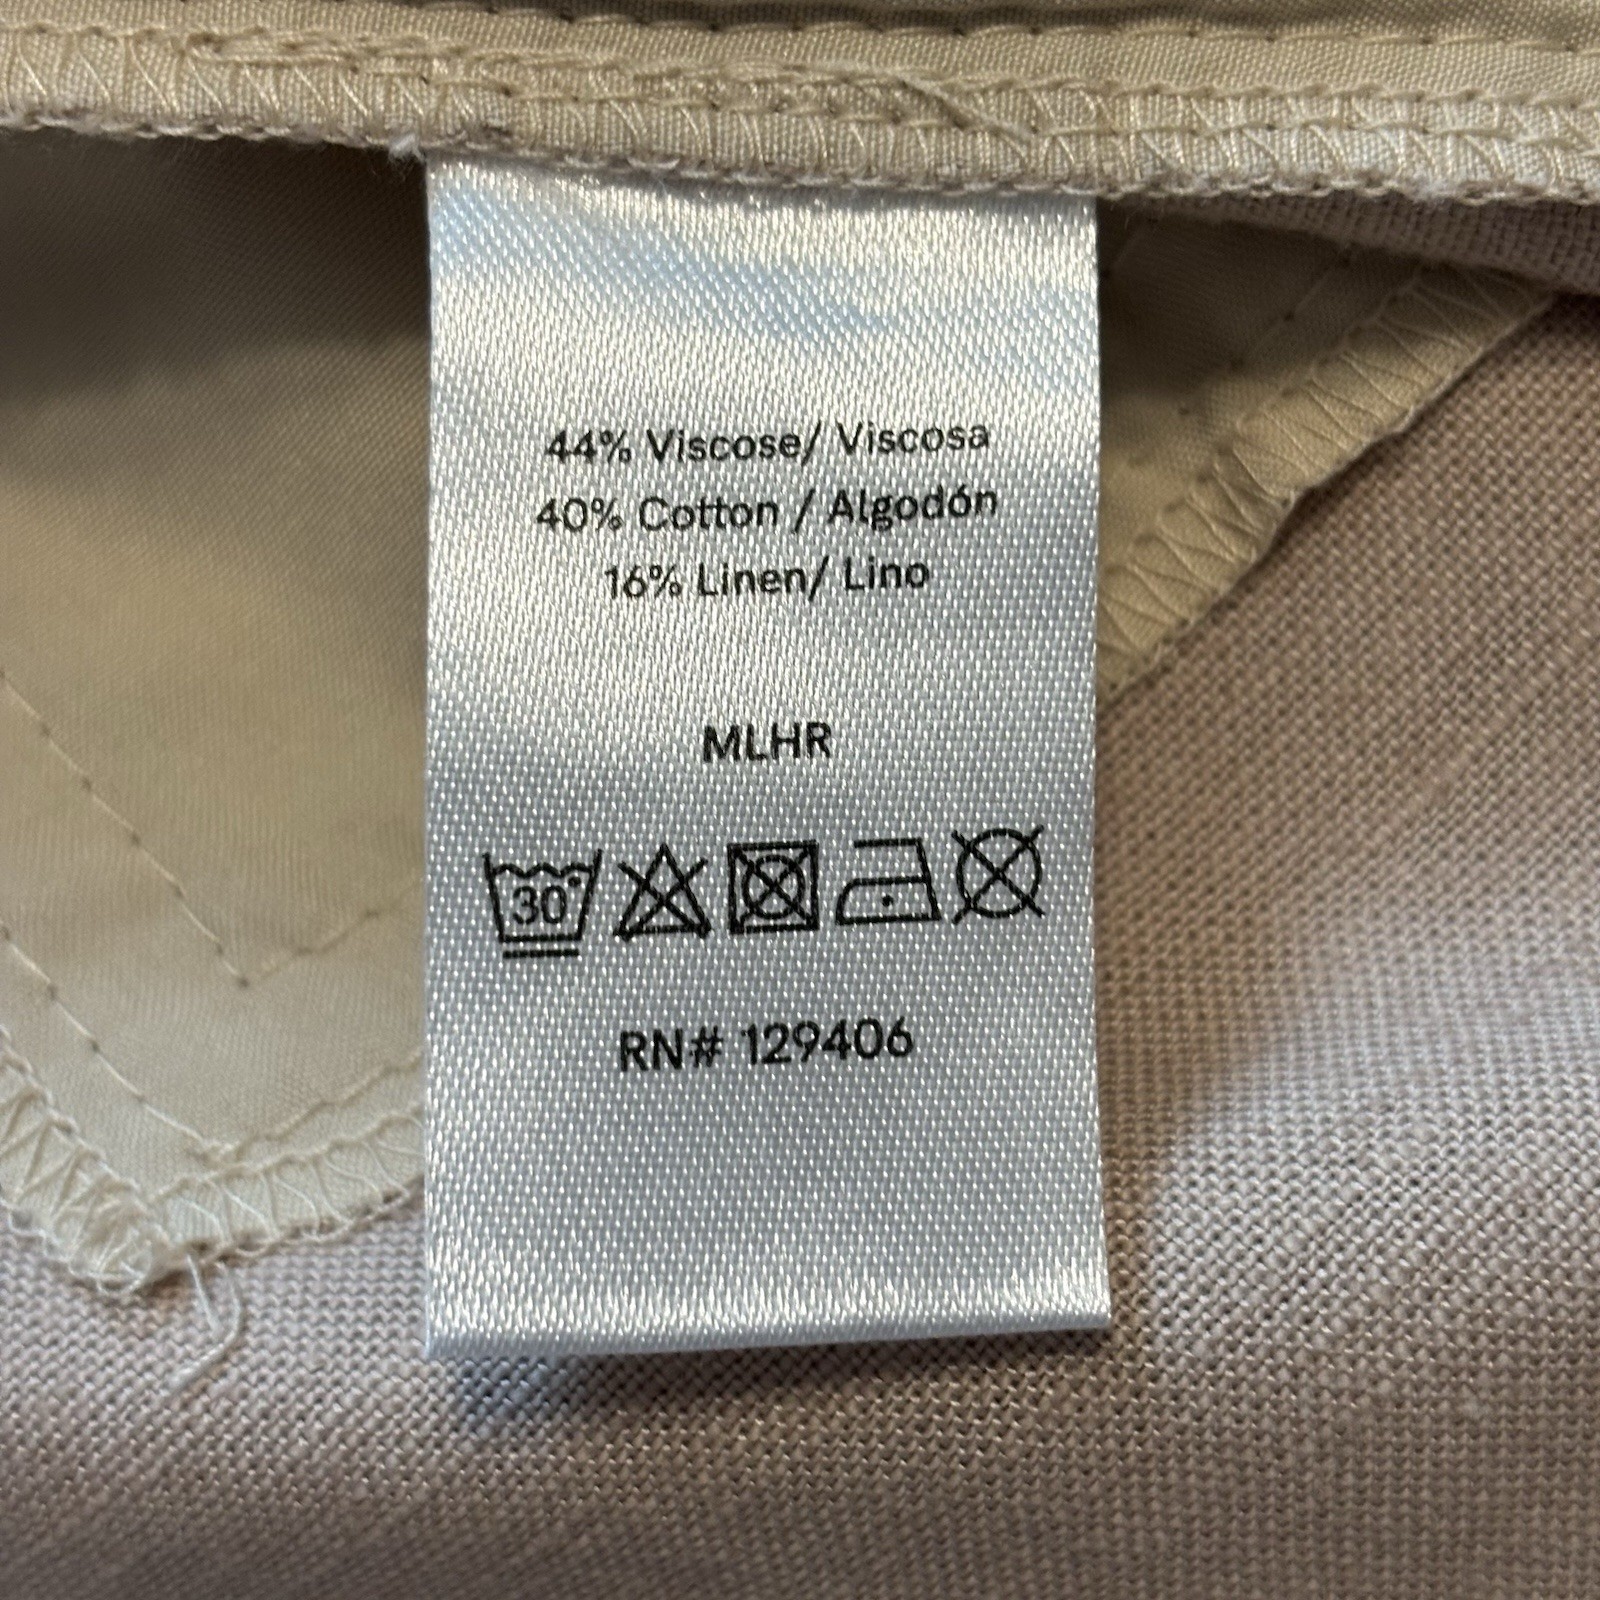 44% Viscose/ Viscosa
40% Cotton / Algodón
16% Linen/ Lino
MLHR
30°
RN# 129406